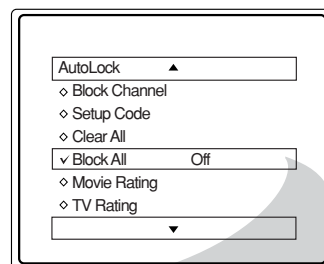 AutoLock
Block Channel
Setup Code
Clear All
Block All Off
Movie Rating
TV Rating